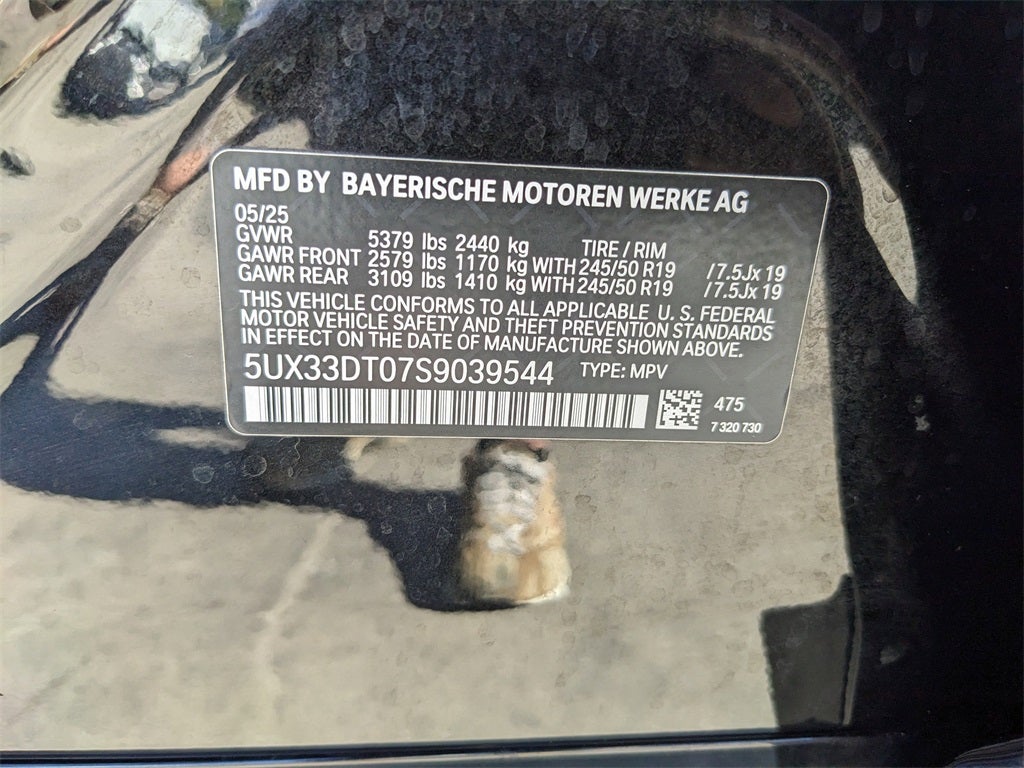 MFD BY BAYERISCHE MOTOREN WERKE AG
05/25
GVWR 5379 lbs 2440 kg TIRE / RIM
GAWR FRONT 2579 lbs 1170 kg WITH 245/50 R19 /7.5Jx 19
GAWR REAR 3109 lbs 1410 kg WITH 245/50 R19 /7.5Jx 19
THIS VEHICLE CONFORMS TO ALL APPLICABLE U. S. FEDERAL
MOTOR VEHICLE SAFETY AND THEFT PREVENTION STANDARDS
IN EFFECT ON THE DATE OF MANUFACTURE SHOWN ABOVE.
5UX33DT07S9039544 TYPE: MPV
475
7 320 730